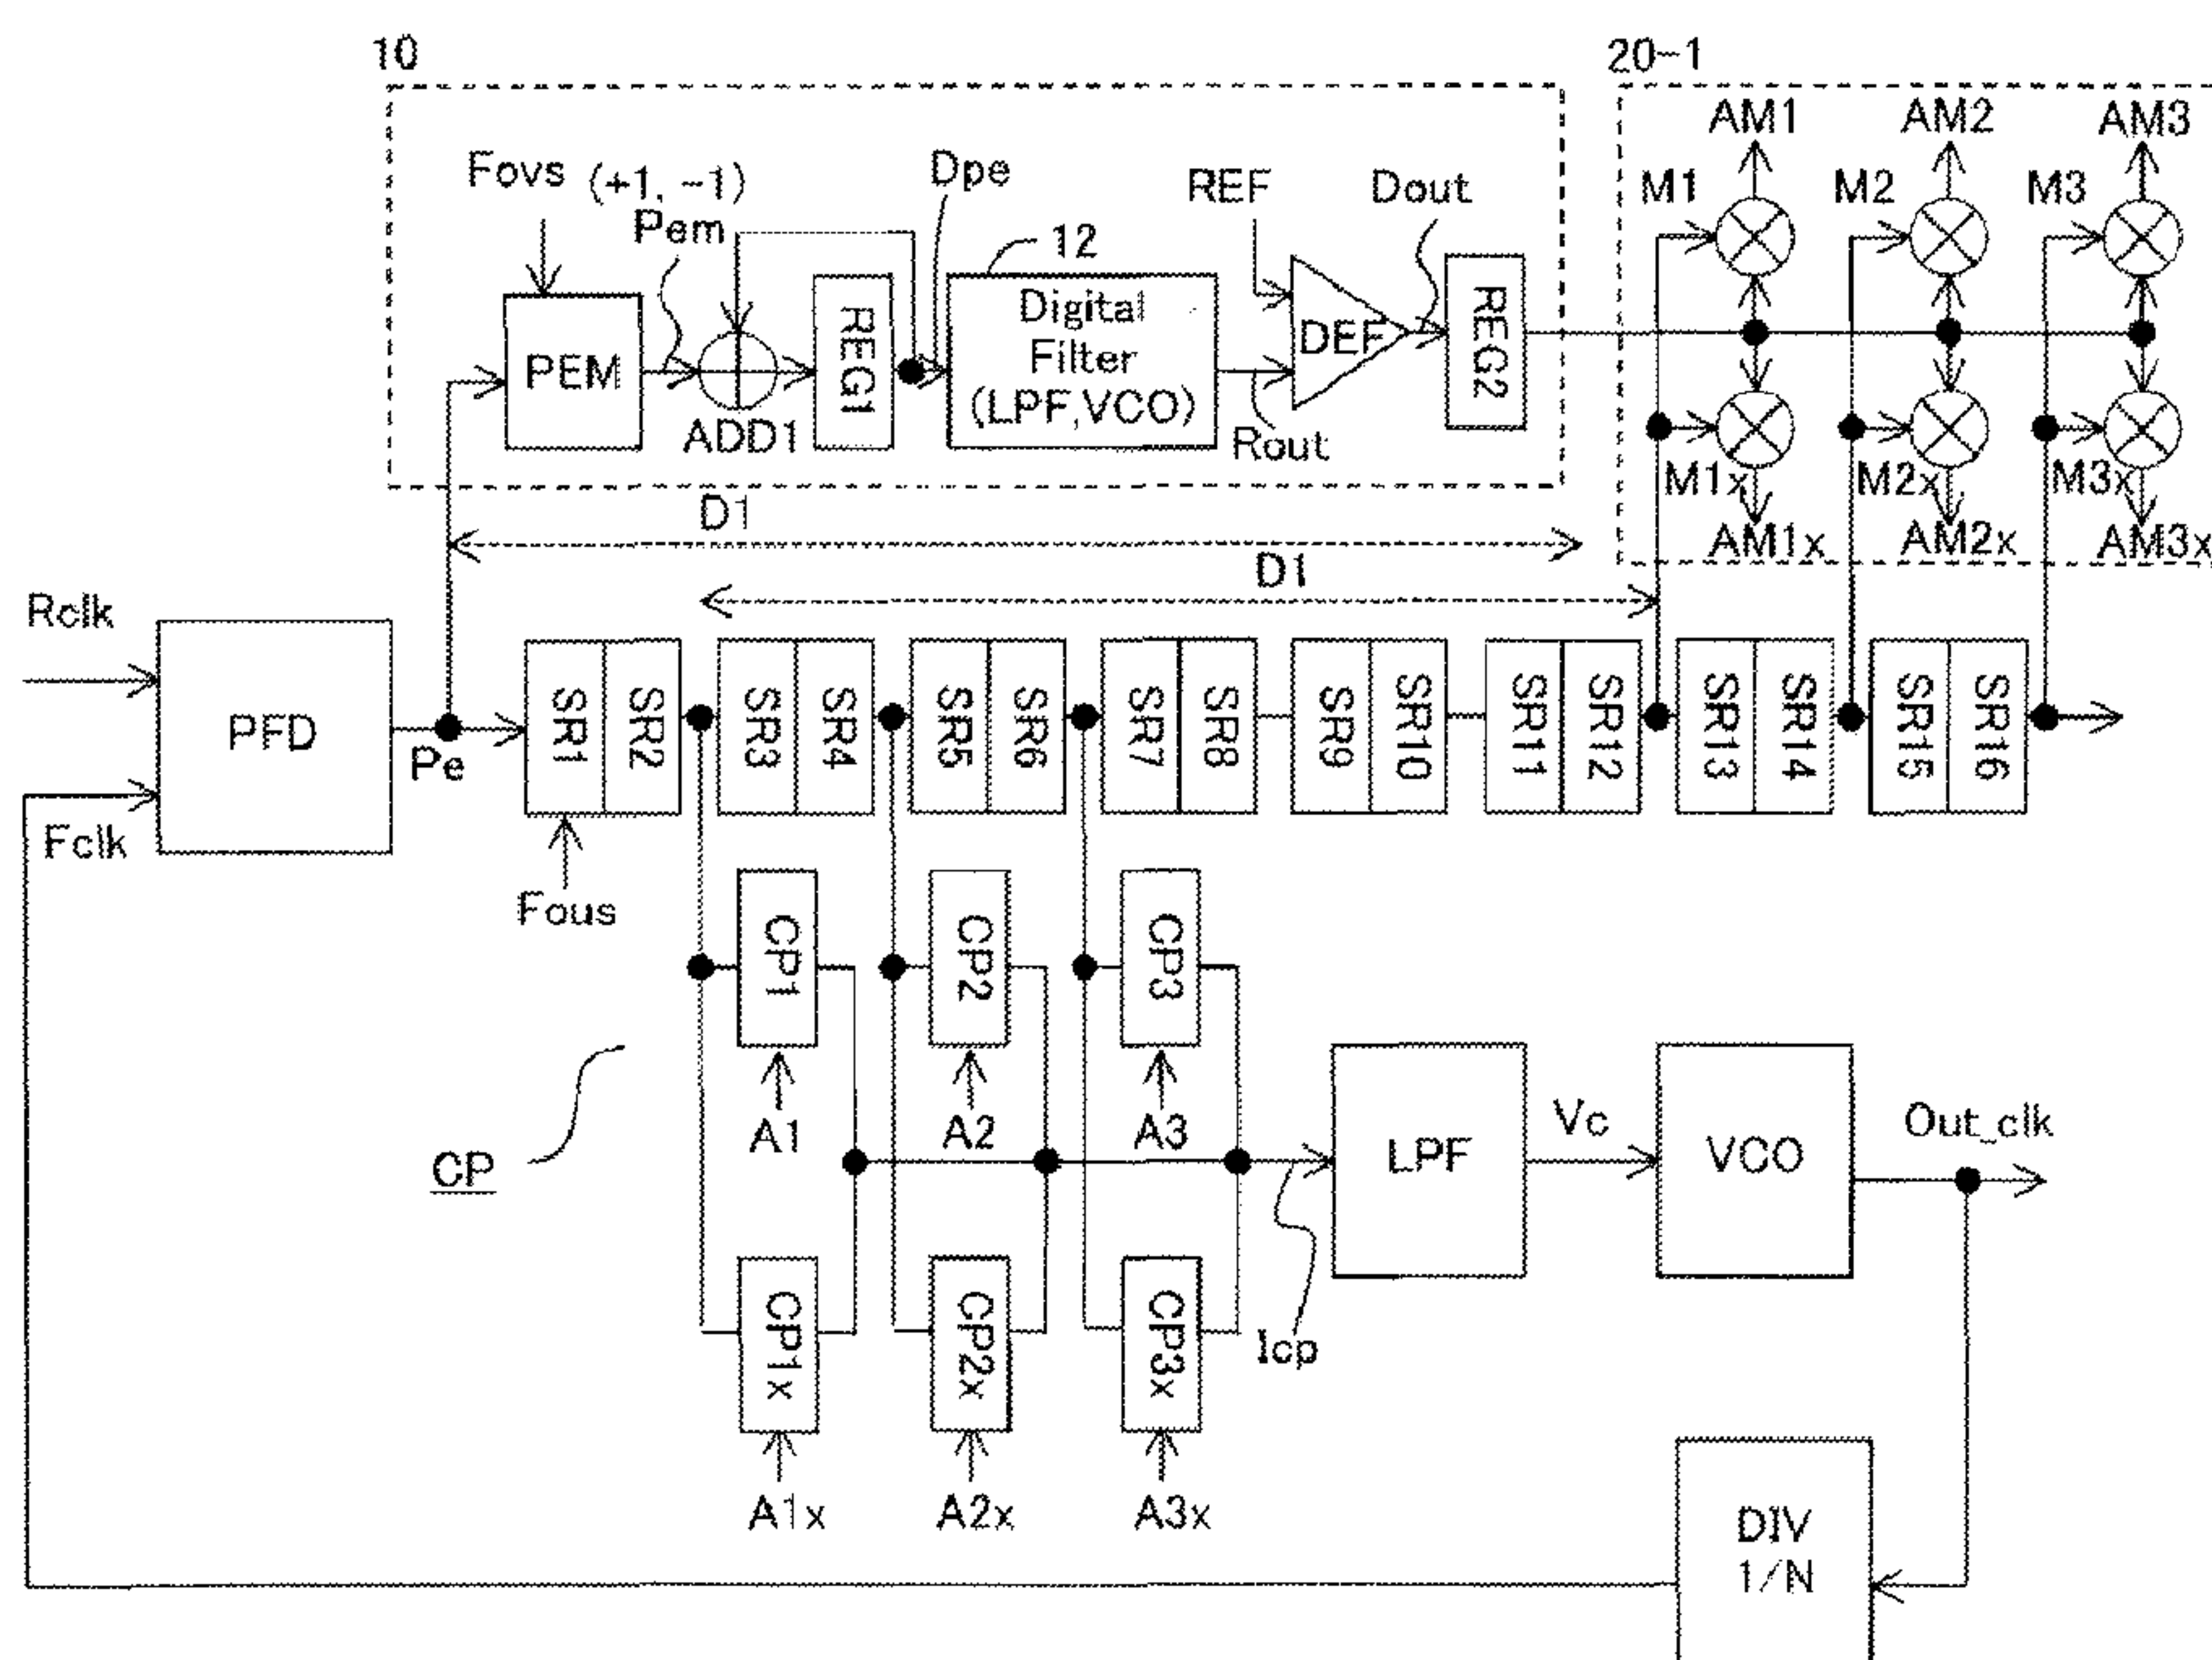 10
20-1
AM1
AM2
AM3
Fovs
(+1, -1)
Pem
Dpe
REF
Dout
M1
M2
M3
12
PEM
ADD1
REG1
Digital
Filter
(LPF,VCO)
DEF
REG2
Rout
M1x
M2x
M3x
AM1x
AM2x
AM3x
D1
D1
Rclk
PFD
Pe
Fclk
SR1
SR2
SR3
SR4
SR5
SR6
SR7
SR8
SR9
SR10
SR11
SR12
SR13
SR14
SR15
SR16
Fous
CP1
CP2
CP3
A1
A2
A3
CP
LPF
Vc
VCO
Out_clk
Icp
CP1x
CP2x
CP3x
A1x
A2x
A3x
DIV
1/N